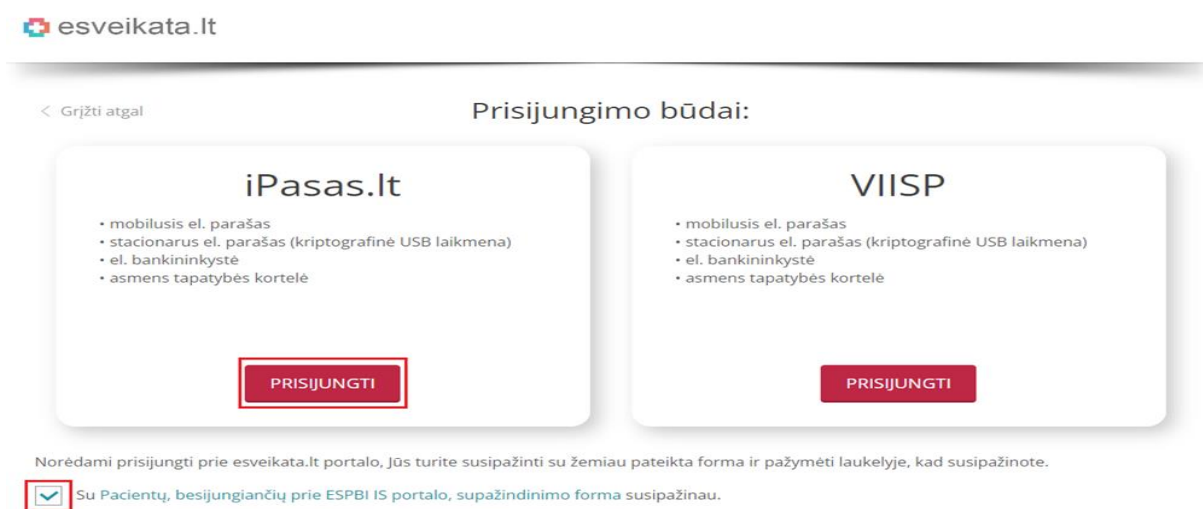 esveikata.lt
< Grįžti atgal
Prisijungimo būdai:
iPasas.lt
• mobilusis el. parašas
• stacionarus el. parašas (kriptografinė USB laikmena)
• el. bankininkystė
• asmens tapatybės kortelė
PRISIJUNGTI
VIISP
• mobilusis el. parašas
• stacionarus el. parašas (kriptografinė USB laikmena)
• el. bankininkystė
• asmens tapatybės kortelė
PRISIJUNGTI
Norėdami prisijungti prie esveikata.lt portalo, Jūs turite susipažinti su žemiau pateikta forma ir pažymėti laukelyje, kad susipažinote.
Su Pacientų, besijungiančių prie ESPBI IS portalo, supažindinimo forma susipažinau.